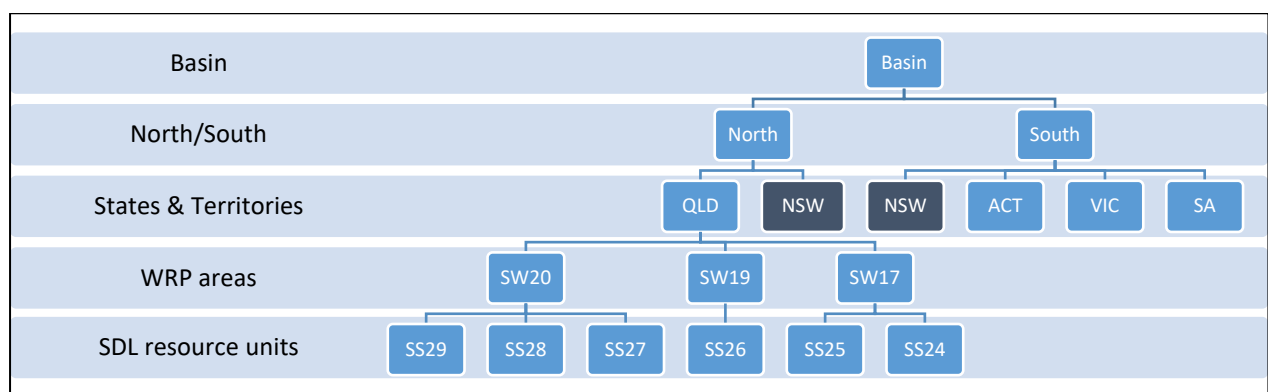 Basin Basin
North/South North South
States & Territories QLD NSW NSW ACT VIC SA
WRP areas SW20 SW19 SW17
SDL resource units SS29 SS28 SS27 SS26 SS25 SS24